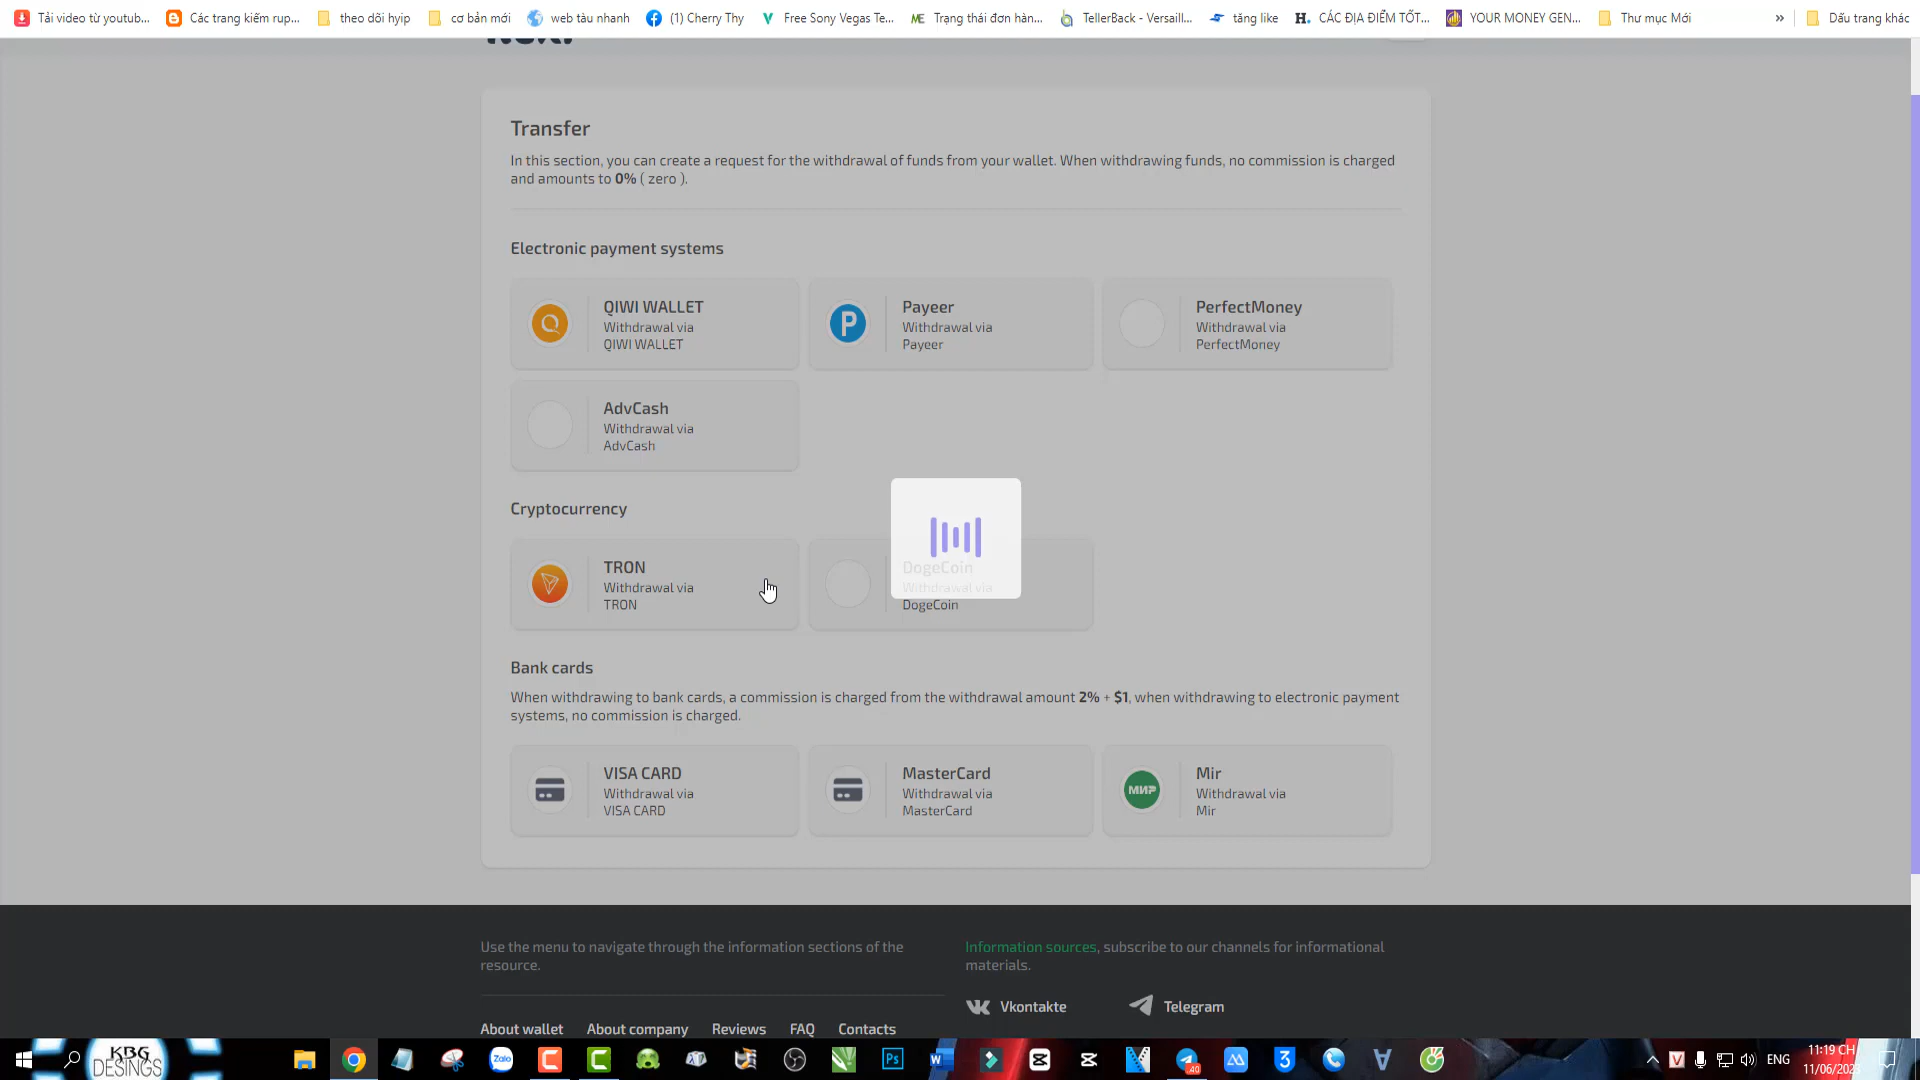 Tải video từ youtub...
Các trang kiếm rup...
theo dõi hyip
cơ bản mới
web tàu nhanh
(1) Cherry Thy
Free Sony Vegas Te...
ME Trạng thái đơn hàn...
TellerBack - Versaill...
tăng like
H. CÁC ĐỊA ĐIỂM TỐT...
YOUR MONEY GEN...
Thư mục Mới
»
Dấu trang khác
Transfer
In this section, you can create a request for the withdrawal of funds from your wallet. When withdrawing funds, no commission is charged
and amounts to 0% ( zero ).
Electronic payment systems
QIWI WALLET
Withdrawal via
QIWI WALLET
Payeer
Withdrawal via
Payeer
PerfectMoney
Withdrawal via
PerfectMoney
AdvCash
Withdrawal via
AdvCash
Cryptocurrency
TRON
Withdrawal via
TRON
DogeCoin
Withdrawal via
DogeCoin
Bank cards
When withdrawing to bank cards, a commission is charged from the withdrawal amount 2% + $1, when withdrawing to electronic payment
systems, no commission is charged.
VISA CARD
Withdrawal via
VISA CARD
MasterCard
Withdrawal via
MasterCard
МИР
Mir
Withdrawal via
Mir
Use the menu to navigate through the information sections of the
resource.
Information sources, subscribe to our channels for informational
materials.
Vkontakte
Telegram
About wallet
About company
Reviews
FAQ
Contacts
KBG
DESINGS
Zalo
Ps
40
ENG
11:19 CH
11/06/202